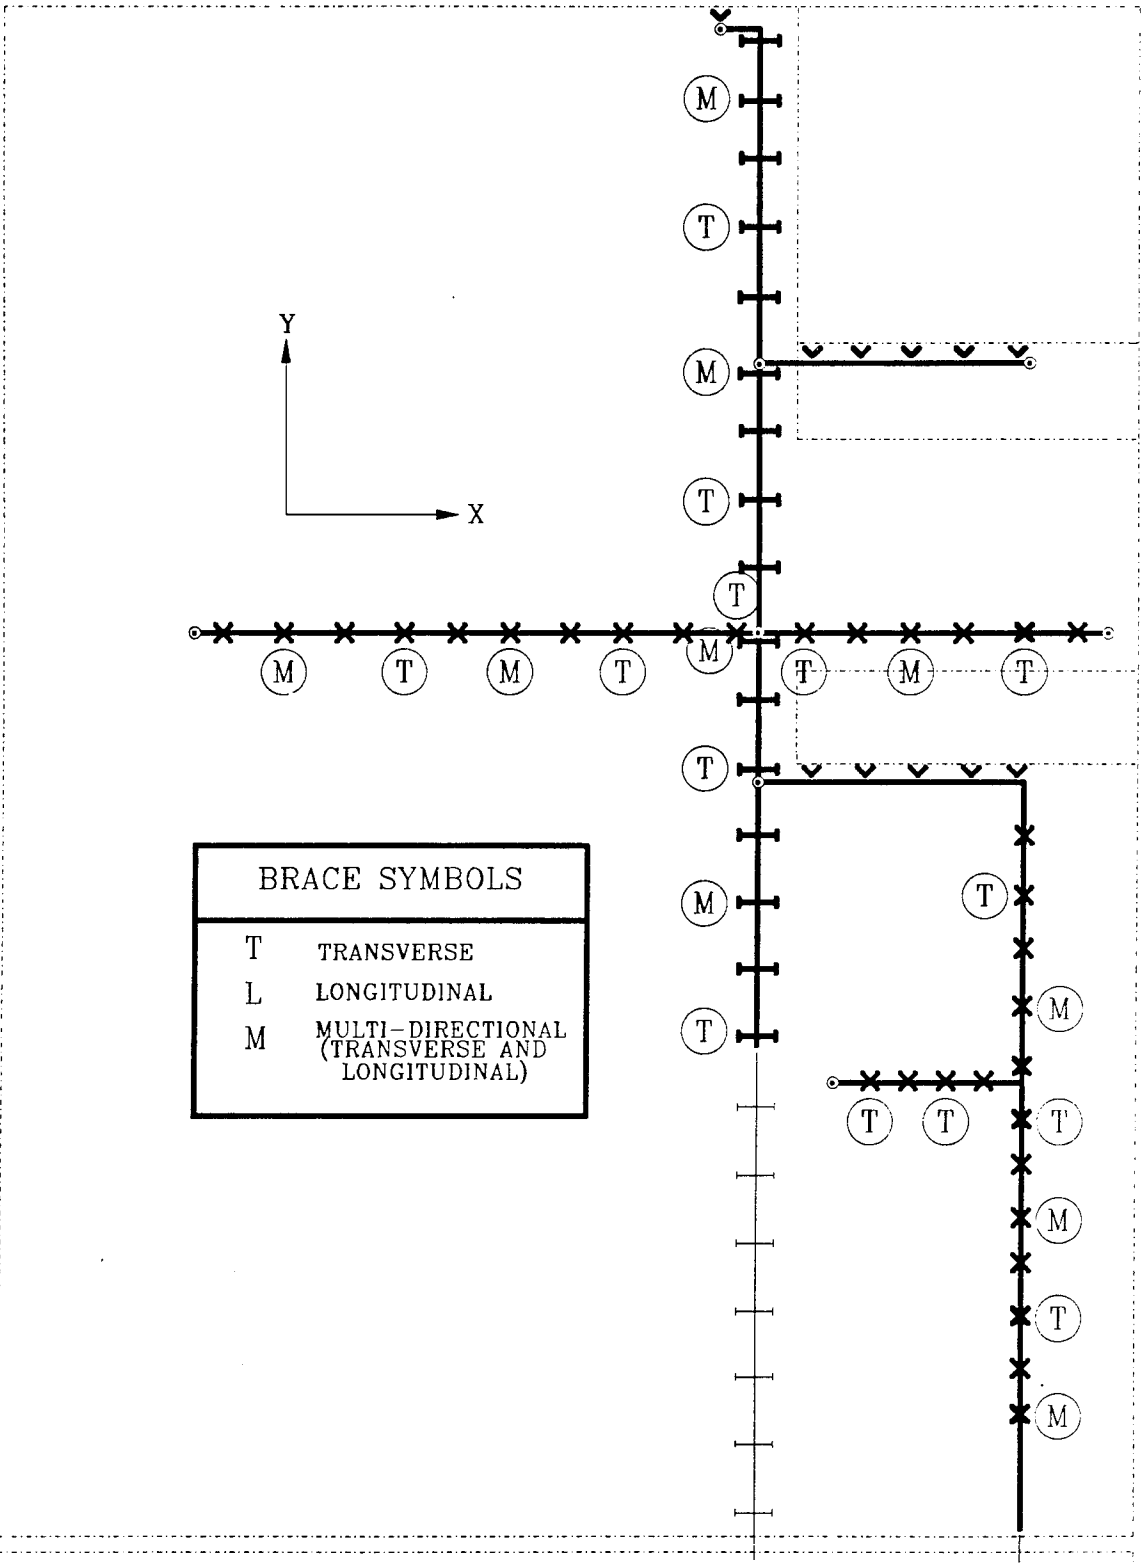 M
T
Y
M
T
X
T
M
M T M T T M T
T
BRACE SYMBOLS
M T
T TRANSVERSE
L LONGITUDINAL
M MULTI-DIRECTIONAL
(TRANSVERSE AND
LONGITUDINAL)
T M
T T T
M
T
M